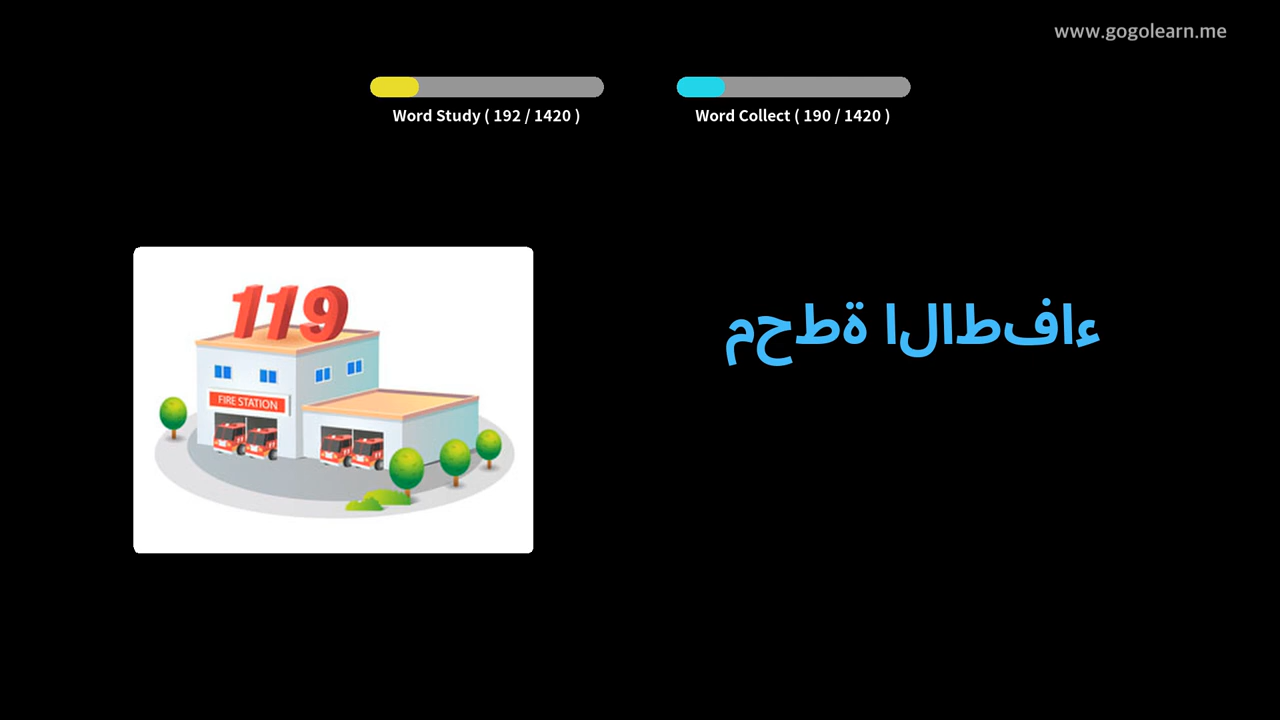 www.gogolearn.me
Word Study ( 192 / 1420 )
Word Collect ( 190 / 1420 )
119
FIRE STATION
محطة الاطفاء